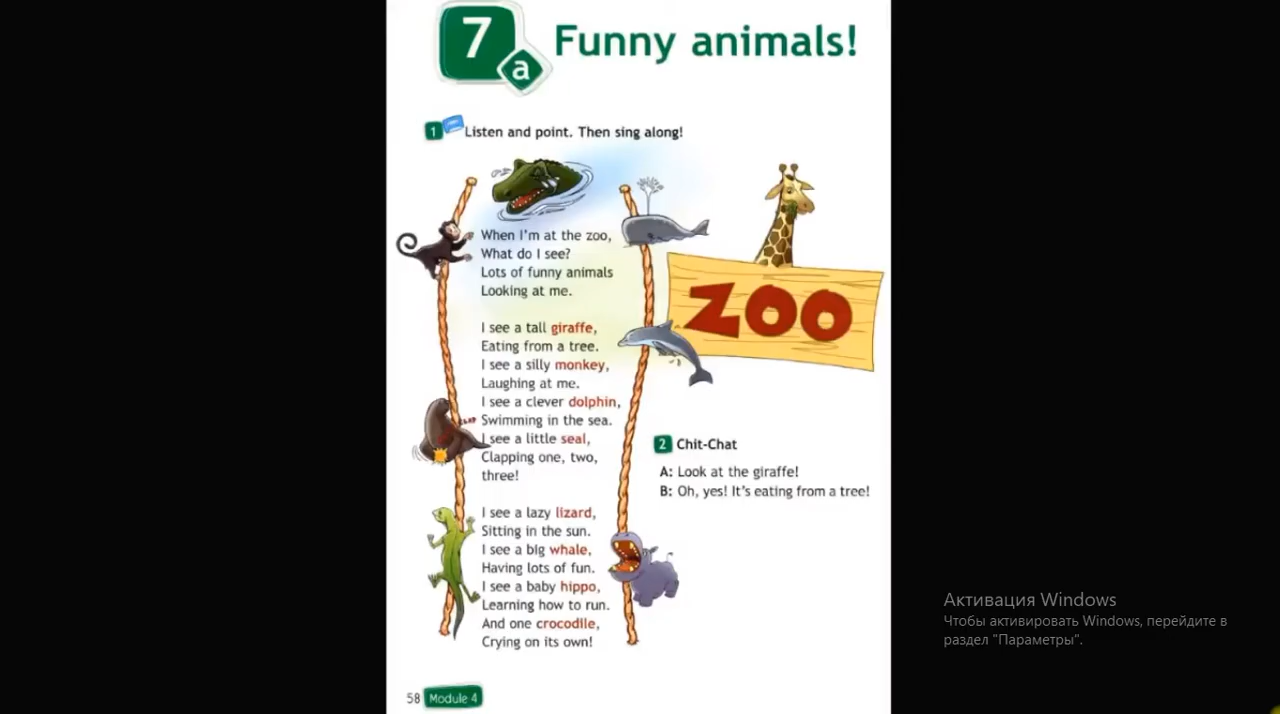 7
a
Funny animals!
1 Listen and point. Then sing along!
When I'm at the zoo,
What do I see?
Lots of funny animals
Looking at me.
I see a tall giraffe,
Eating from a tree.
I see a silly monkey,
Laughing at me.
I see a clever dolphin,
Swimming in the sea.
I see a little seal,
Clapping one, two,
three!
I see a lazy lizard,
Sitting in the sun.
I see a big whale,
Having lots of fun.
I see a baby hippo,
Learning how to run.
And one crocodile,
Crying on its own!
ZOO
2 Chit-Chat
A: Look at the giraffe!
B: Oh, yes! It's eating from a tree!
58 Module 4
Активация Windows
Чтобы активировать Windows, перейдите в
раздел "Параметры".